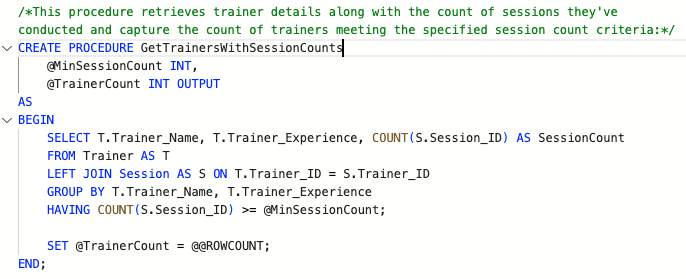 /*This procedure retrieves trainer details along with the count of sessions they've
conducted and capture the count of trainers meeting the specified session count criteria:*/
CREATE PROCEDURE GetTrainersWithSessionCounts
    @MinSessionCount INT,
    @TrainerCount INT OUTPUT
AS
BEGIN
    SELECT T.Trainer_Name, T.Trainer_Experience, COUNT(S.Session_ID) AS SessionCount
    FROM Trainer AS T
    LEFT JOIN Session AS S ON T.Trainer_ID = S.Trainer_ID
    GROUP BY T.Trainer_Name, T.Trainer_Experience
    HAVING COUNT(S.Session_ID) >= @MinSessionCount;

    SET @TrainerCount = @@ROWCOUNT;
END;